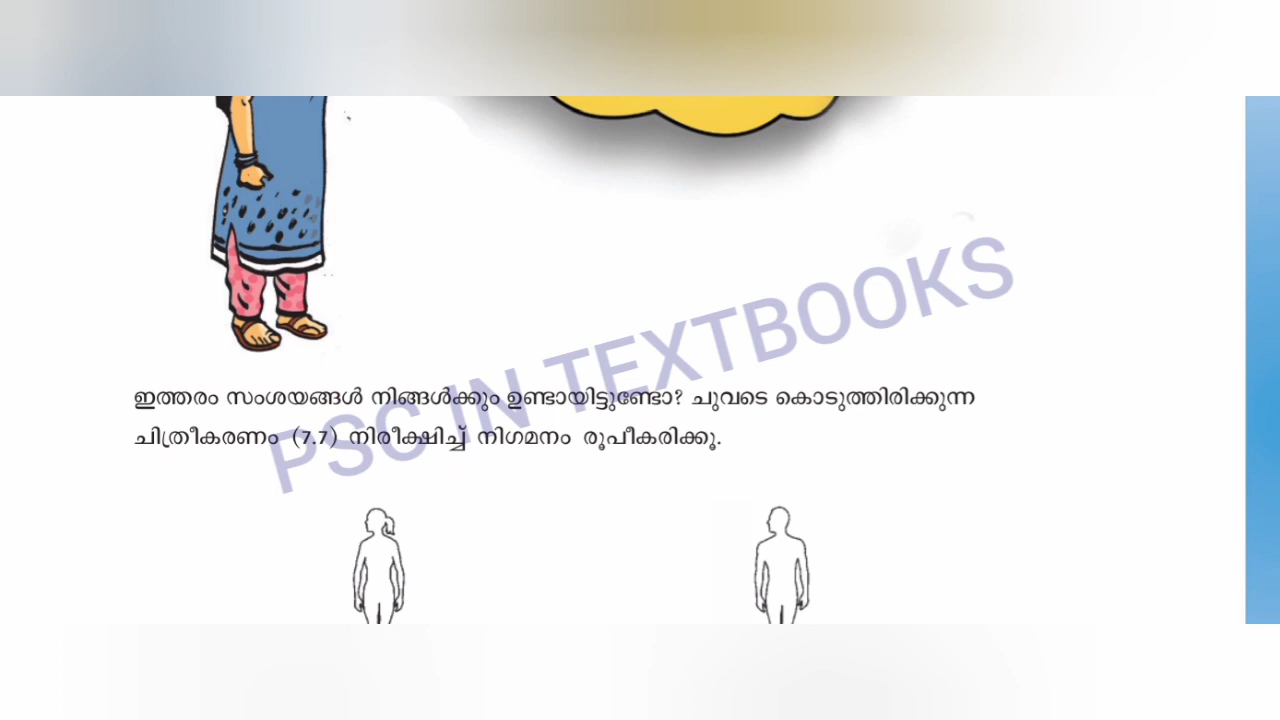 ഇത്തരം സംശയങ്ങൾ നിങ്ങൾക്കും ഉണ്ടായിട്ടുണ്ടോ? ചുവടെ കൊടുത്തിരിക്കുന്ന
ചിത്രീകരണം (7.7) നിരീക്ഷിച്ച് നിഗമനം രൂപീകരിക്കൂ.
PSC IN TEXTBOOKS